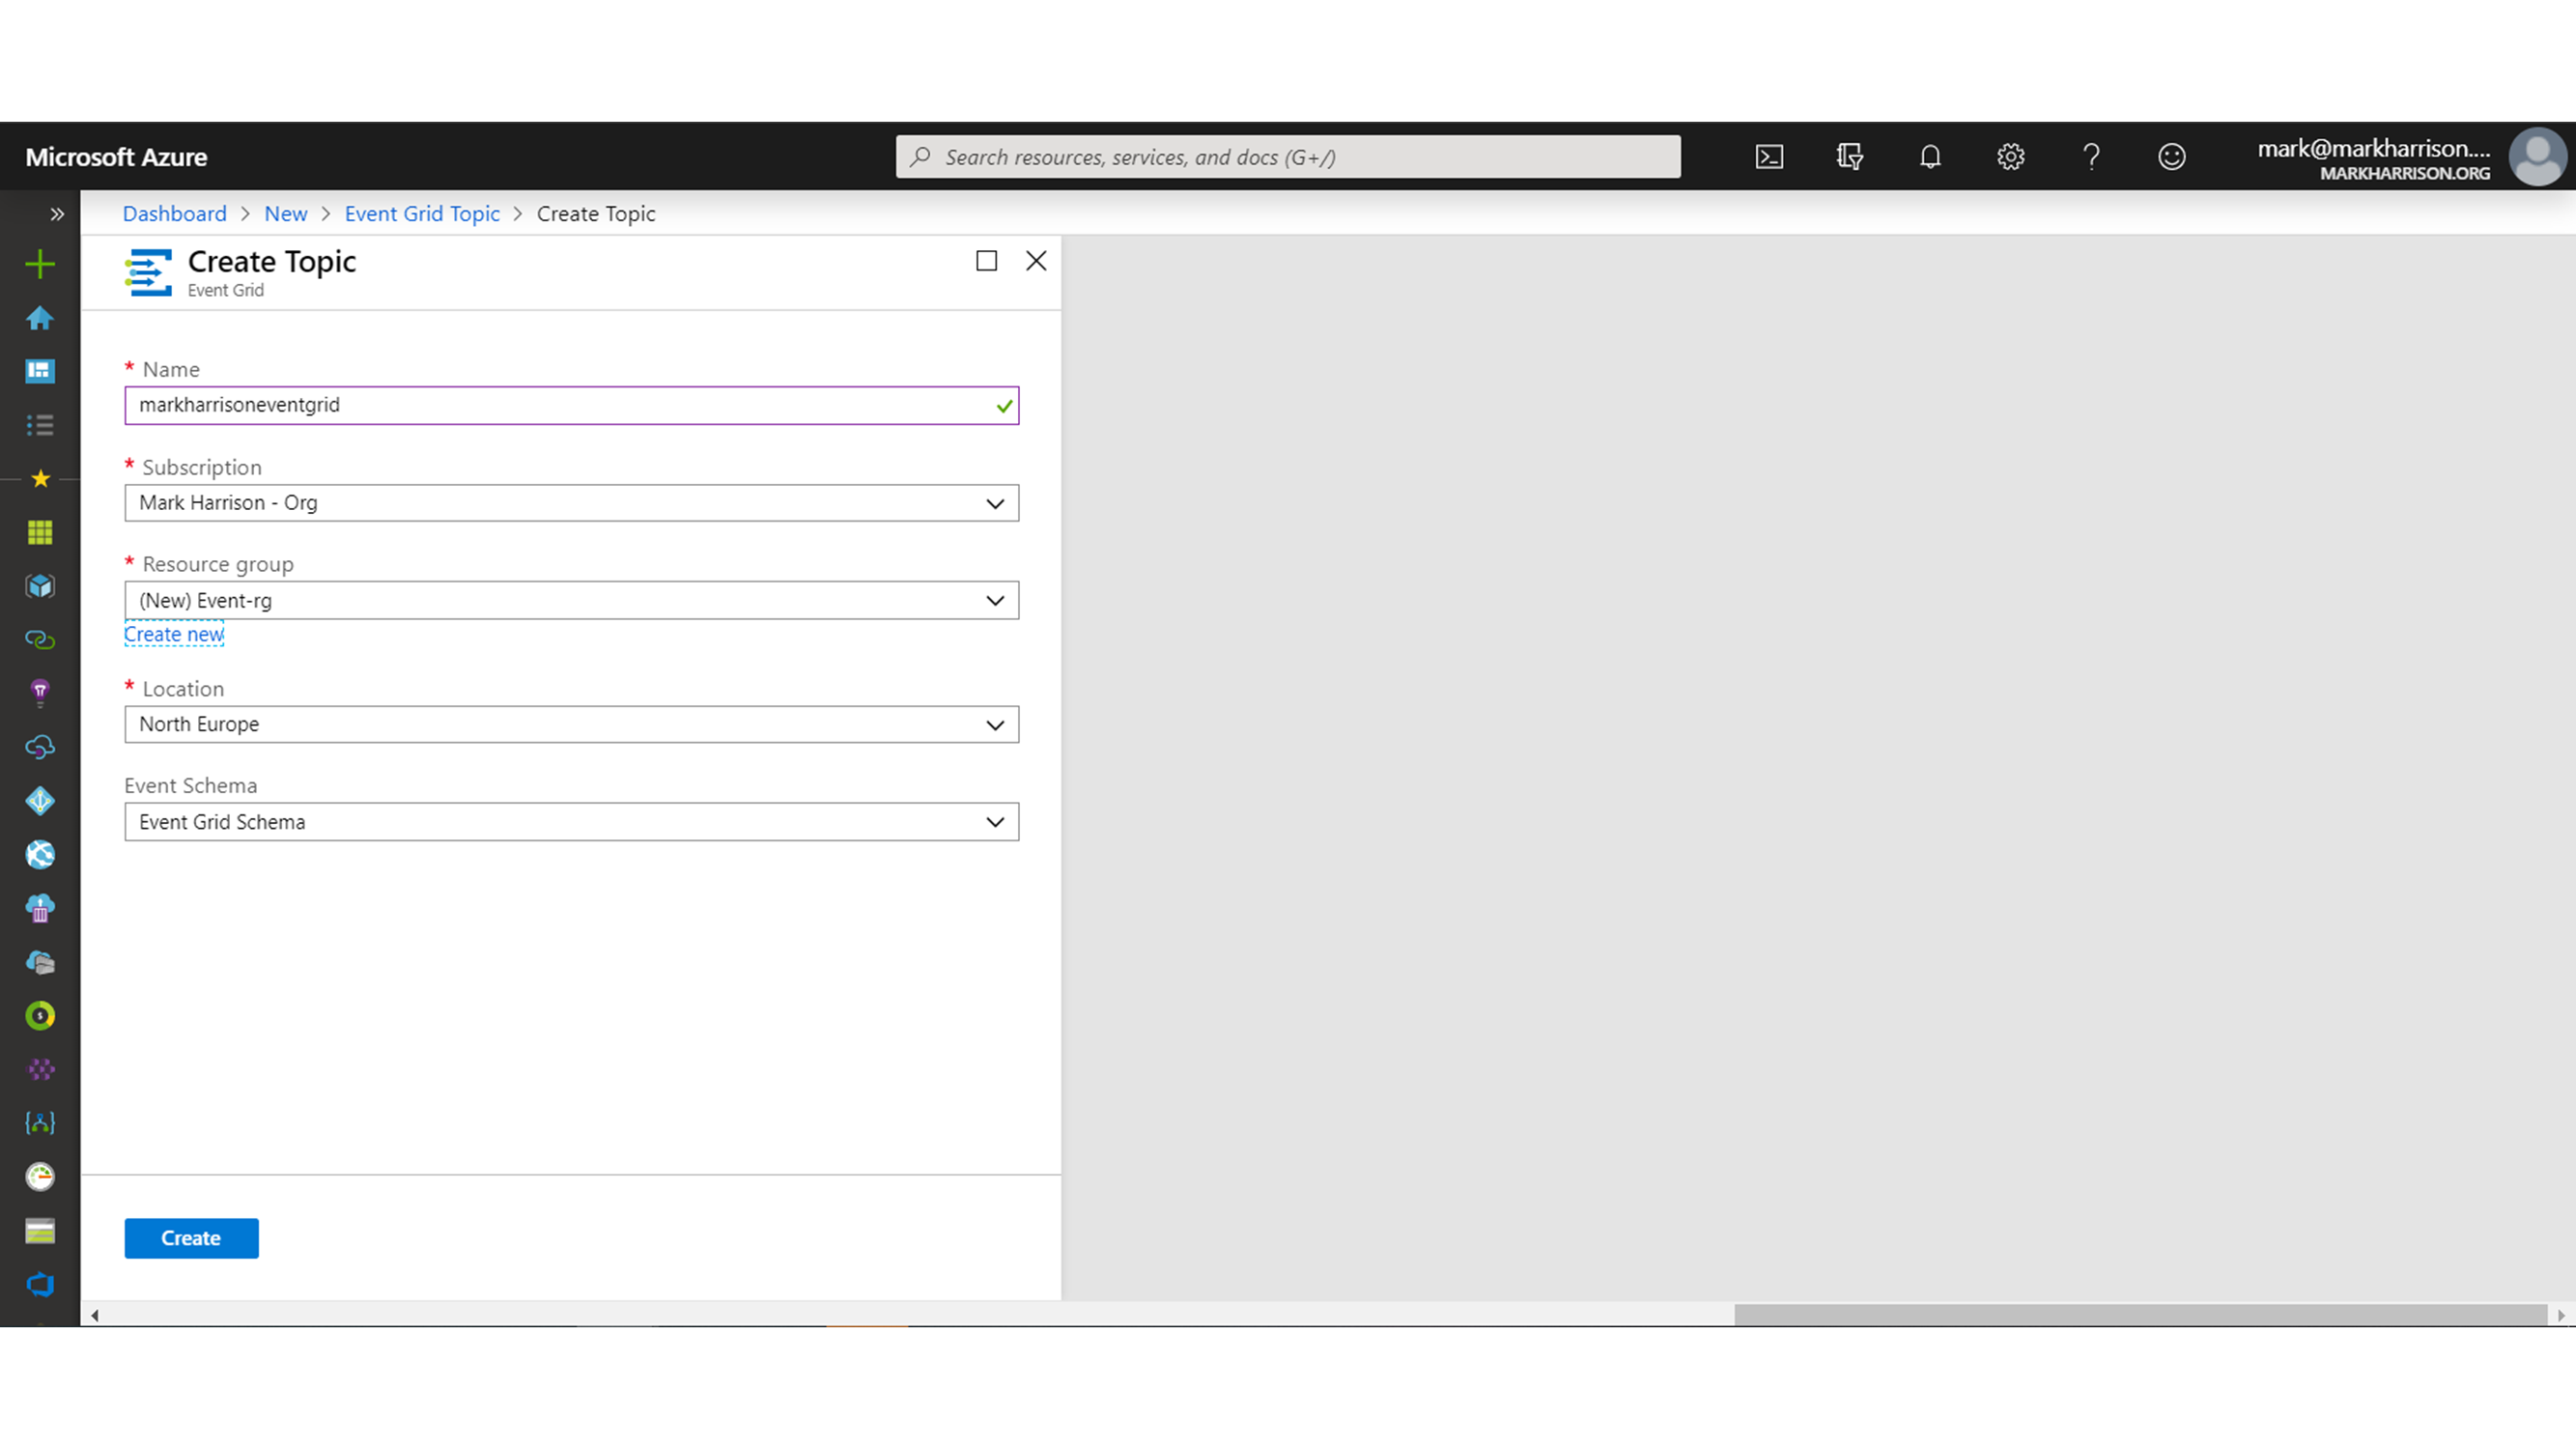 Microsoft Azure
Search resources, services, and docs (G+/)
mark@markharrison....
MARKHARRISON.ORG
Dashboard > New > Event Grid Topic > Create Topic
Create Topic
Event Grid
* Name
markharrisoneventgrid
* Subscription
Mark Harrison - Org
* Resource group
(New) Event-rg
Create new
* Location
North Europe
Event Schema
Event Grid Schema
Create